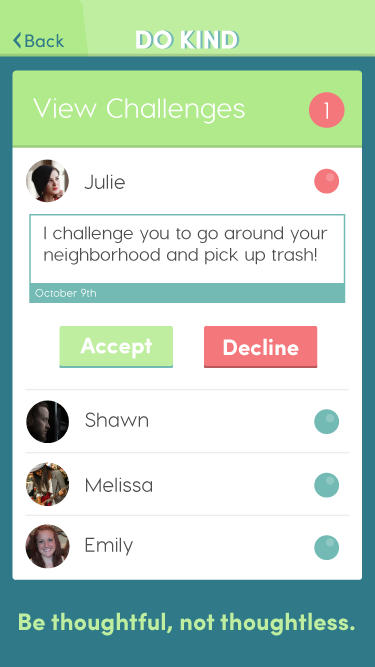 Back
DO KIND
View Challenges
1
Julie
I challenge you to go around your
neighborhood and pick up trash!
October 9th
Accept
Decline
Shawn
Melissa
Emily
Be thoughtful, not thoughtless.